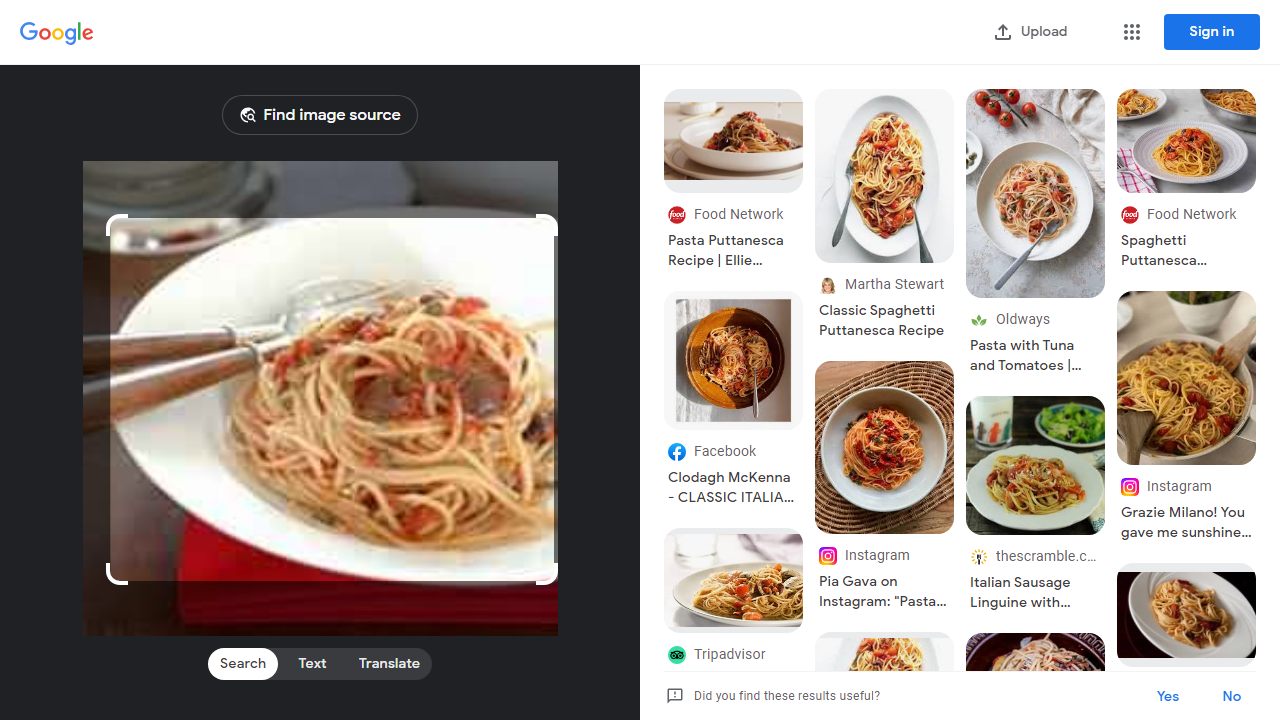 Google
Upload
Sign in
Find image source
Search
Text
Translate
food Food Network
Pasta Puttanesca
Recipe | Ellie...
Facebook
Clodagh McKenna
- CLASSIC ITALIA...
Tripadvisor
Martha Stewart
Classic Spaghetti
Puttanesca Recipe
Instagram
Pia Gava on
Instagram: "Pasta...
Oldways
Pasta with Tuna
and Tomatoes |...
thescramble.c...
Italian Sausage
Linguine with...
food Food Network
Spaghetti
Puttanesca...
Instagram
Grazie Milano! You
gave me sunshine...
Did you find these results useful?
Yes
No